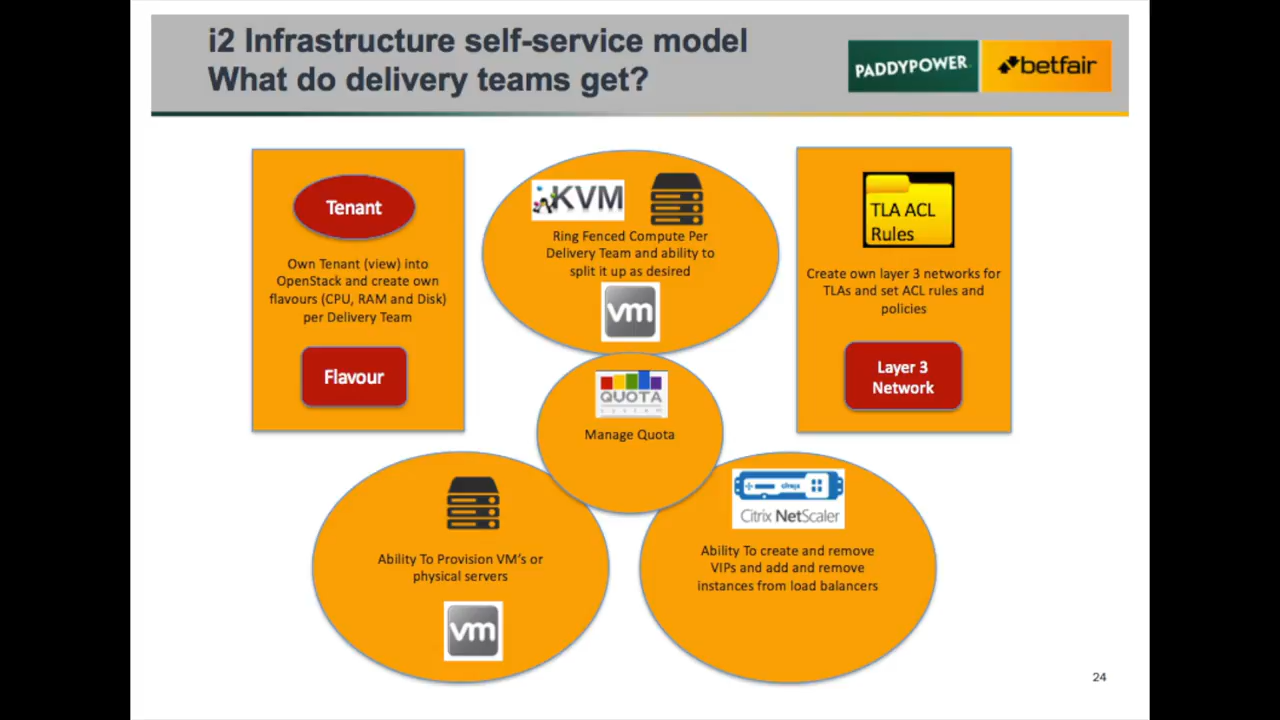 i2 Infrastructure self-service model
What do delivery teams get?
PADDYPOWER.
betfair
Tenant
Own Tenant (view) into
OpenStack and create own
flavours (CPU, RAM and Disk)
per Delivery Team
Flavour
KVM
Ring Fenced Compute Per
Delivery Team and ability to
split it up as desired
vm
TLA ACL
Rules
Create own layer 3 networks for
TLAs and set ACL rules and
policies
Layer 3
Network
QUOTA
system
Manage Quota
Ability To Provision VM's or
physical servers
vm
citrix
Citrix NetScaler
Ability To create and remove
VIPs and add and remove
instances from load balancers
24